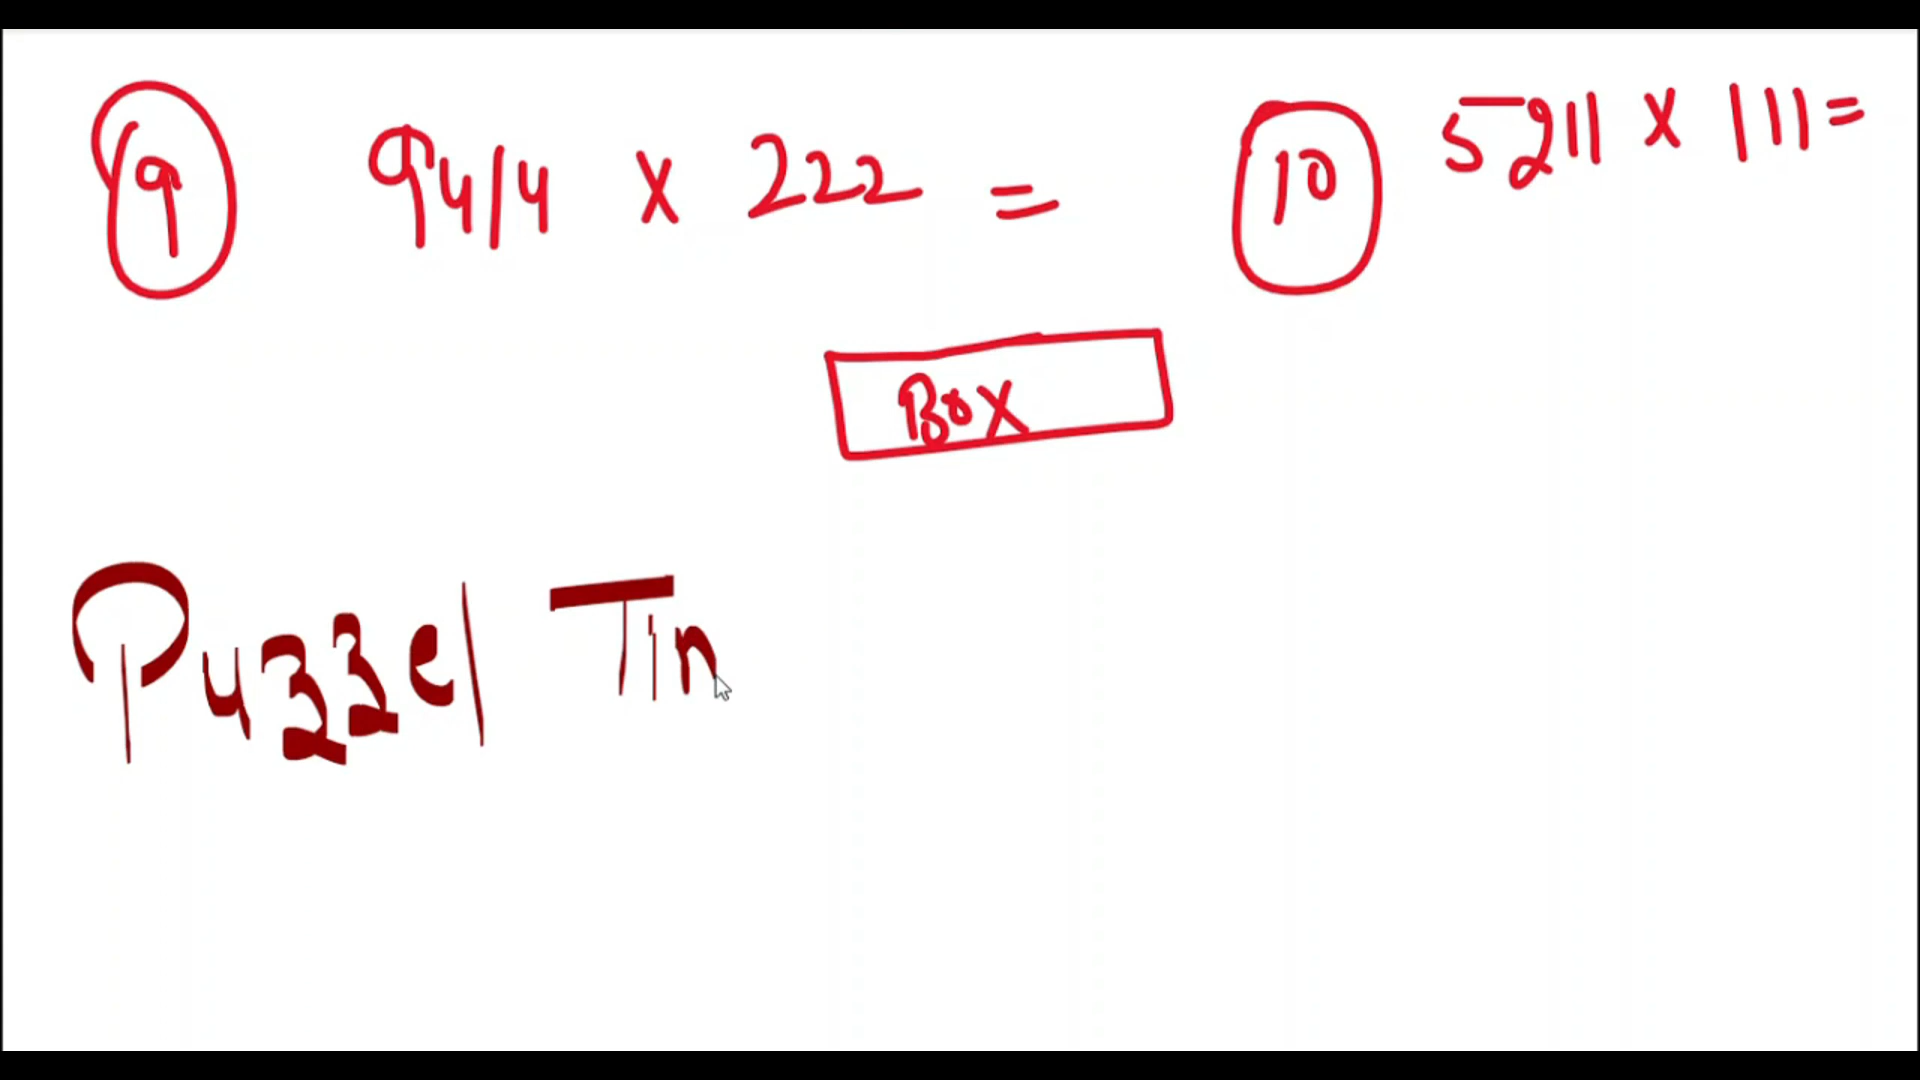 9 9414 x 222 =
10 5211 x 111 =
Box
Puzzel Tin